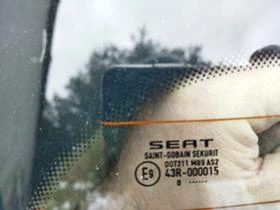 SEAT
SAINT-GOBAIN SEKURIT
DOT211 M89 AS2
E9 43R-000015